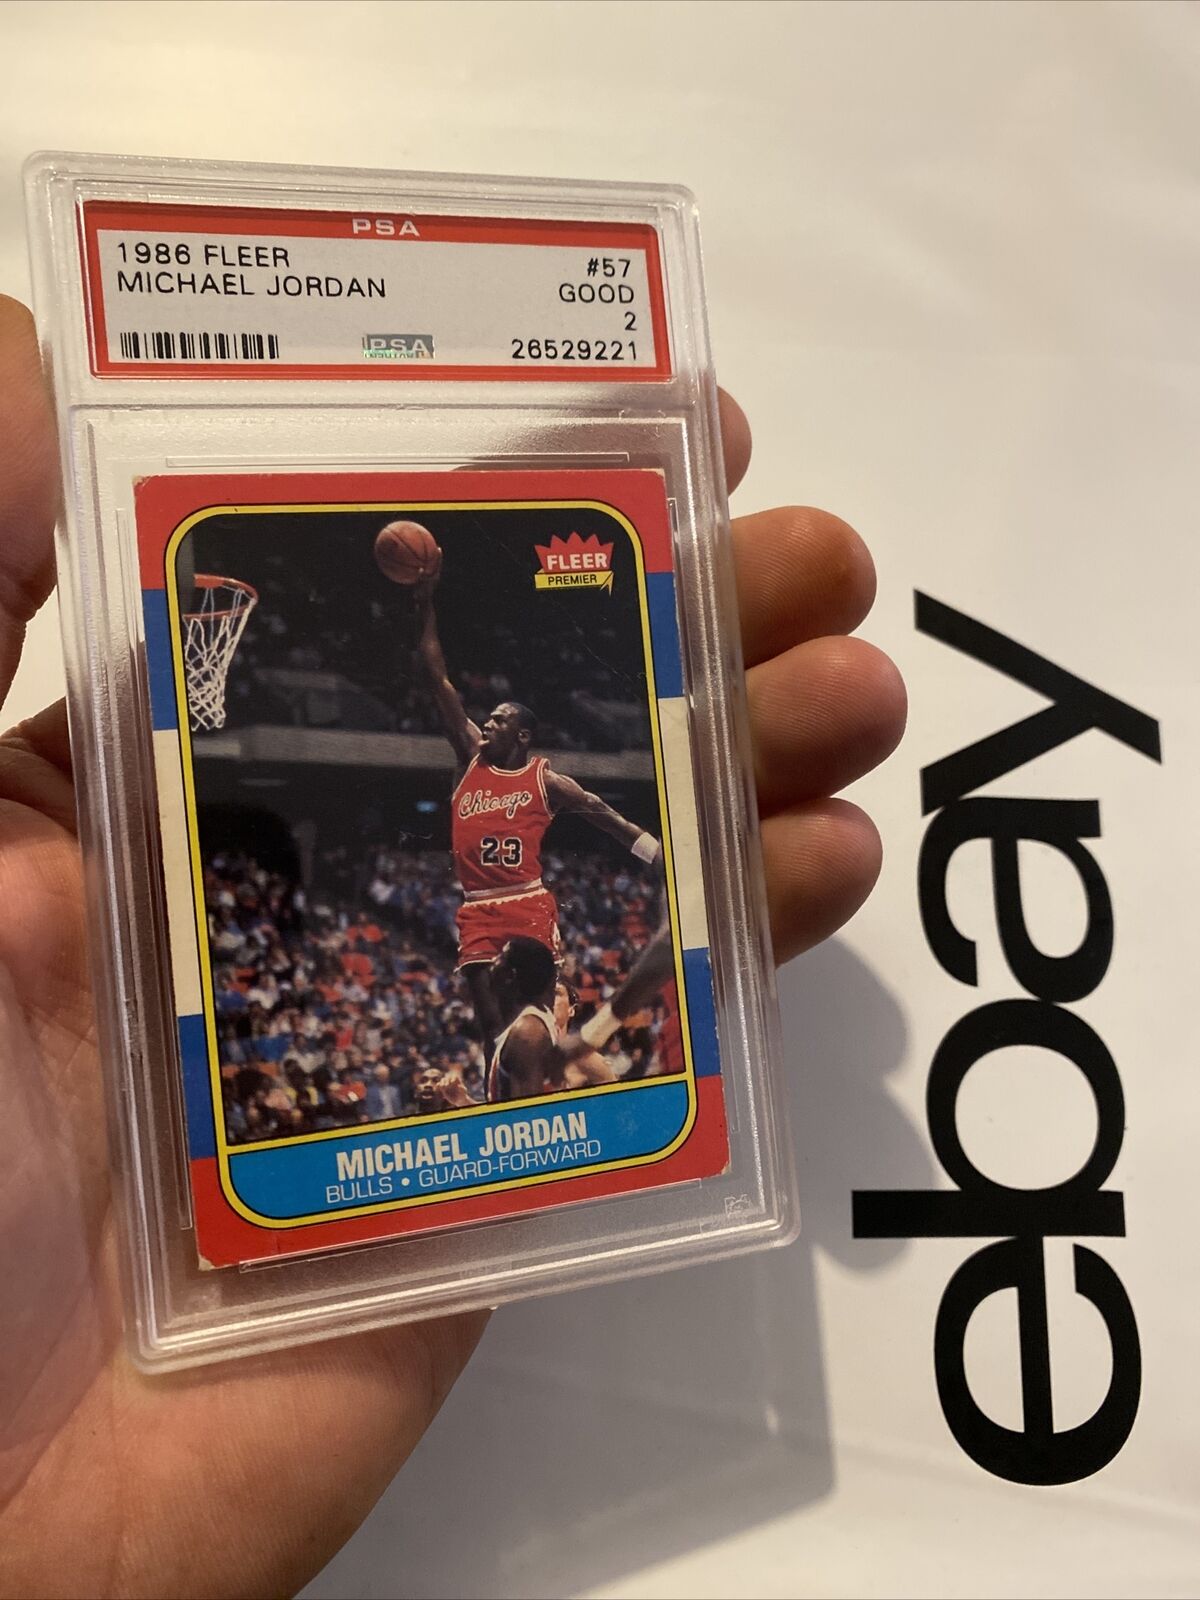 PSA
1986 FLEER #57
MICHAEL JORDAN GOOD
2
PSA 26529221
FLEER
PREMIER
Chicago
23
MICHAEL JORDAN
BULLS • GUARD-FORWARD
ebay